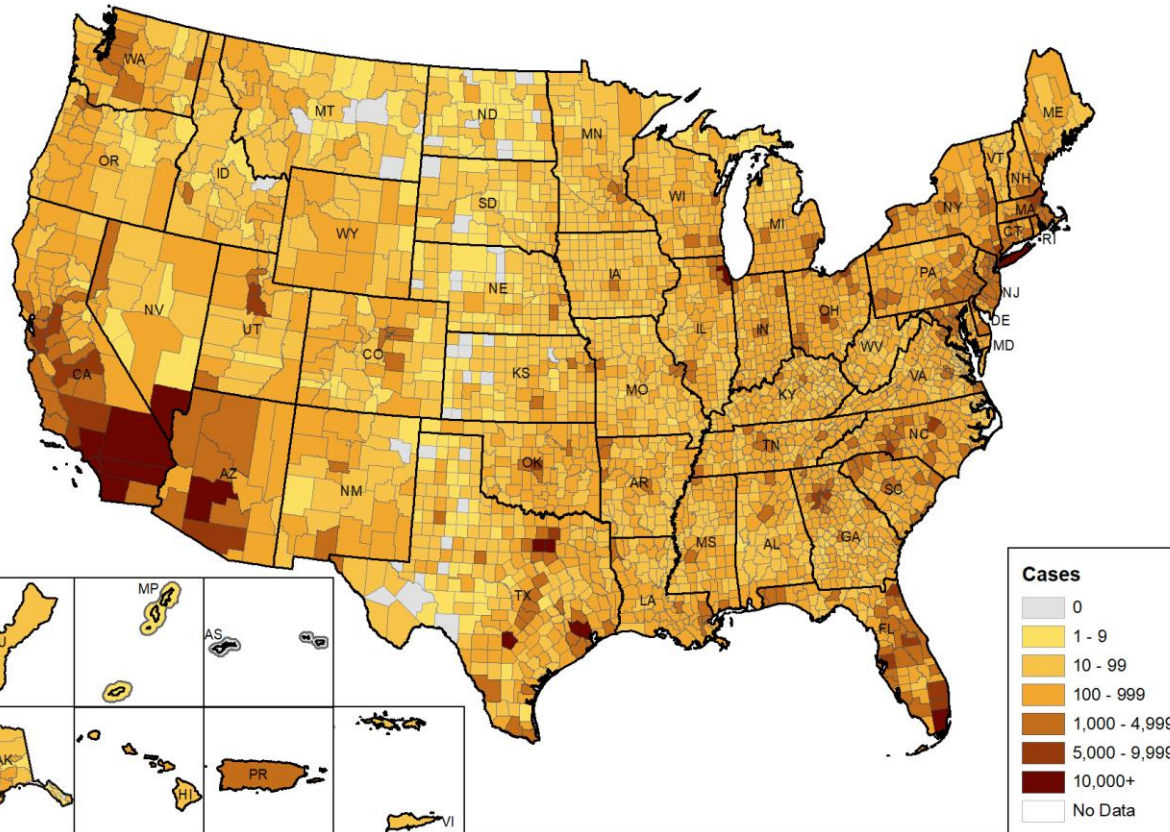 WA
MT
ND
MN
ME
OR
ID
SD
WI
MI
VT
NH
NY
MA
CT
RI
WY
IA
NE
PA
NJ
NV
UT
CO
IL
IN
OH
DE
MD
CA
KS
MO
WV
VA
KY
AZ
NM
OK
AR
TN
NC
SC
MS
AL
GA
TX
LA
FL
MP
AS
AK
HI
PR
VI
Cases
0
1 - 9
10 - 99
100 - 999
1,000 - 4,999
5,000 - 9,999
10,000+
No Data